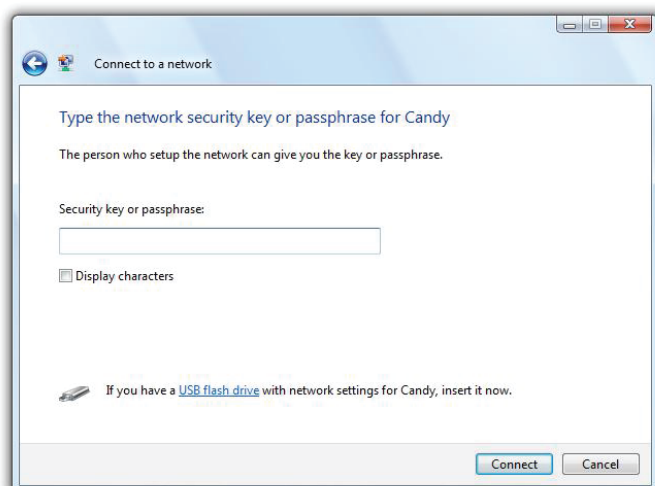 Connect to a network
Type the network security key or passphrase for Candy
The person who setup the network can give you the key or passphrase.
Security key or passphrase:
Display characters
If you have a USB flash drive with network settings for Candy, insert it now.
Connect Cancel